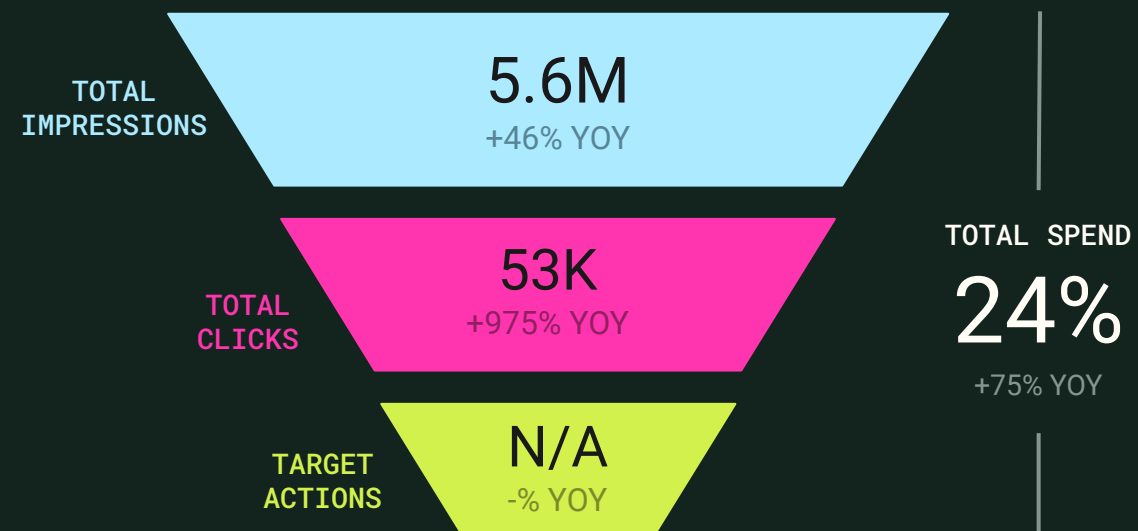 TOTAL
IMPRESSIONS
5.6M
+46% YOY
TOTAL
CLICKS
53K
+975% YOY
TARGET
ACTIONS
N/A
-% YOY
TOTAL SPEND
24%
+75% YOY